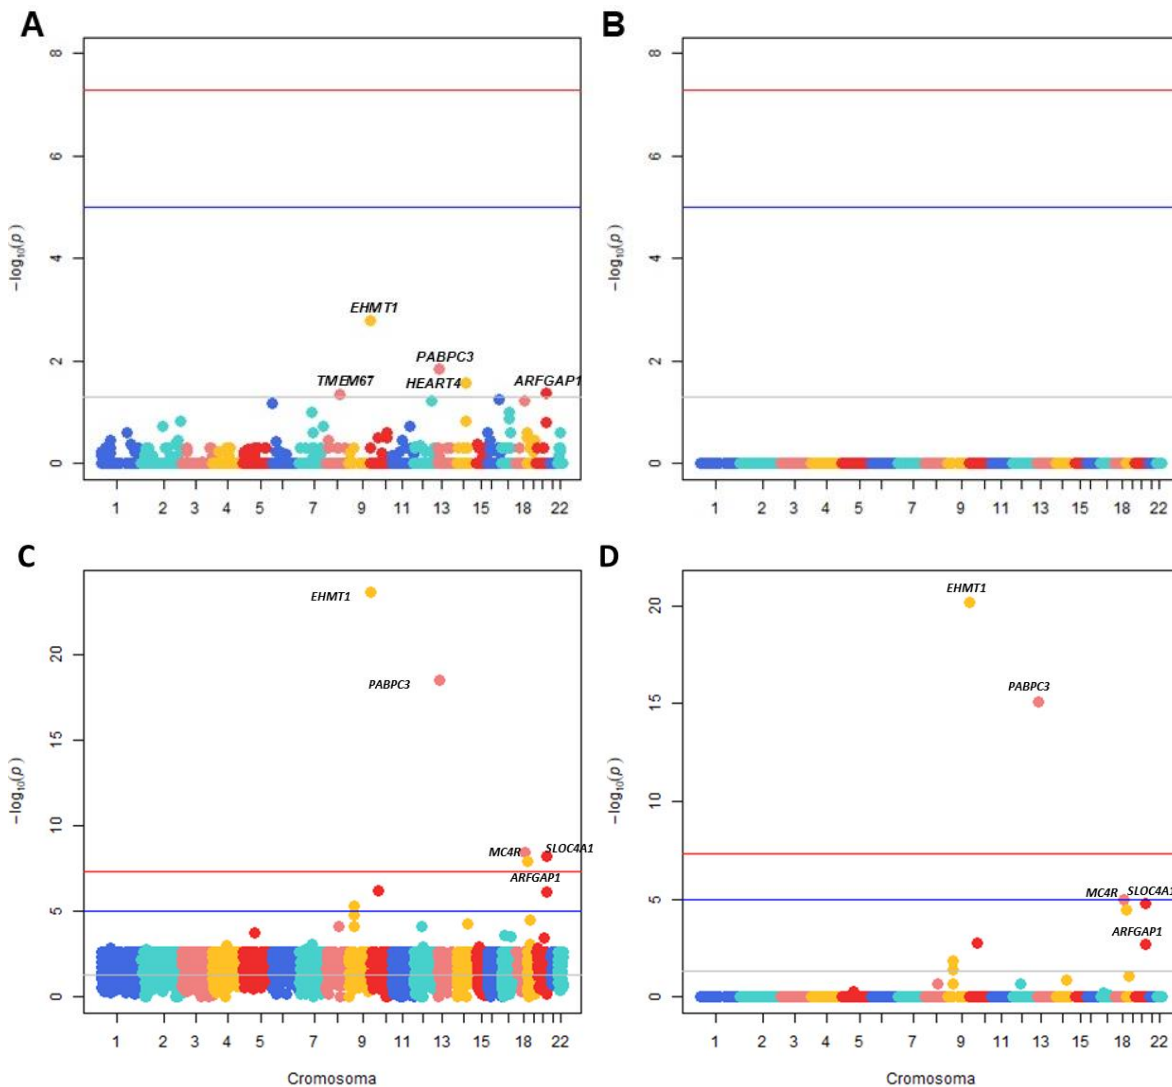 A
B
8
6
4
2
0
−log₁₀(p)
EHMT1
PABPC3
TMEM67
HEART4
ARFGAP1
1 2 3 4 5 7 9 11 13 15 18 22
8
6
4
2
0
−log₁₀(p)
1 2 3 4 5 7 9 11 13 15 18 22
C
D
20
15
10
5
0
−log₁₀(p)
EHMT1
PABPC3
MC4R
SLOC4A1
ARFGAP1
1 2 3 4 5 7 9 11 13 15 18 22
Cromosoma
20
15
10
5
0
−log₁₀(p)
EHMT1
PABPC3
MC4R
SLOC4A1
ARFGAP1
1 2 3 4 5 7 9 11 13 15 18 22
Cromosoma